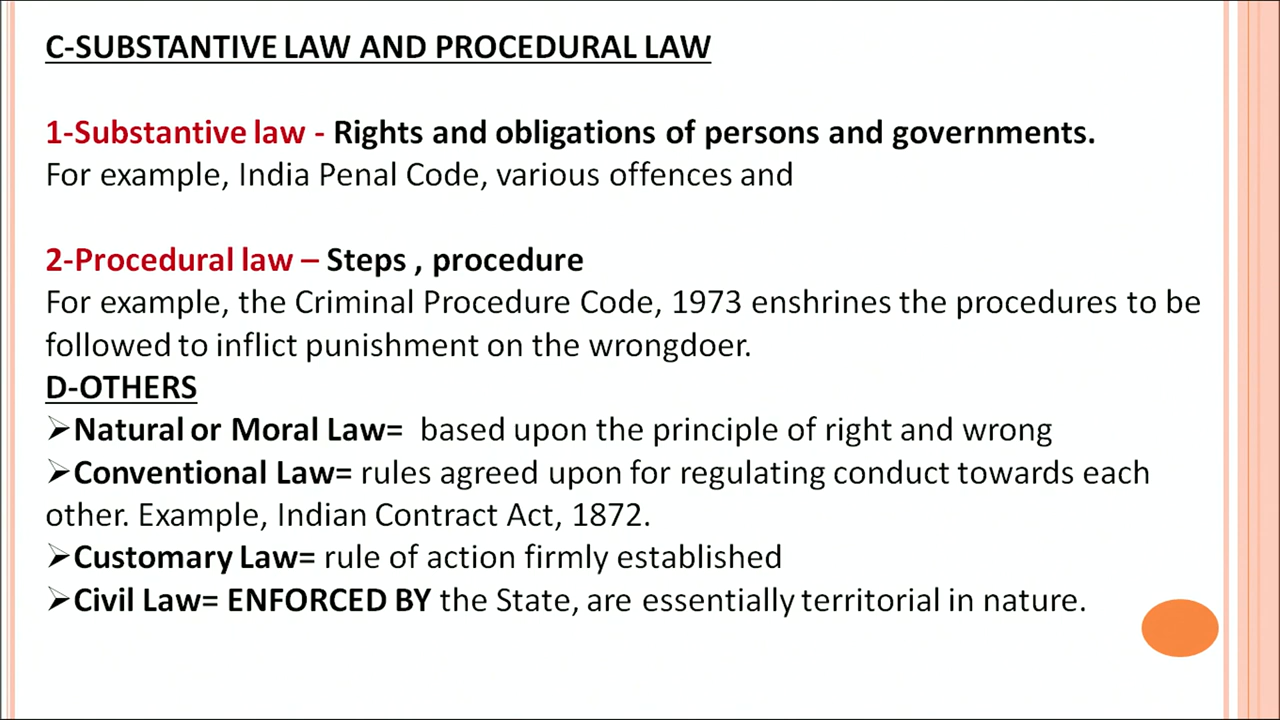 C-SUBSTANTIVE LAW AND PROCEDURAL LAW
1-Substantive law - Rights and obligations of persons and governments.
For example, India Penal Code, various offences and
2-Procedural law – Steps , procedure
For example, the Criminal Procedure Code, 1973 enshrines the procedures to be
followed to inflict punishment on the wrongdoer.
D-OTHERS
➢Natural or Moral Law= based upon the principle of right and wrong
➢Conventional Law= rules agreed upon for regulating conduct towards each
other. Example, Indian Contract Act, 1872.
➢Customary Law= rule of action firmly established
➢Civil Law= ENFORCED BY the State, are essentially territorial in nature.